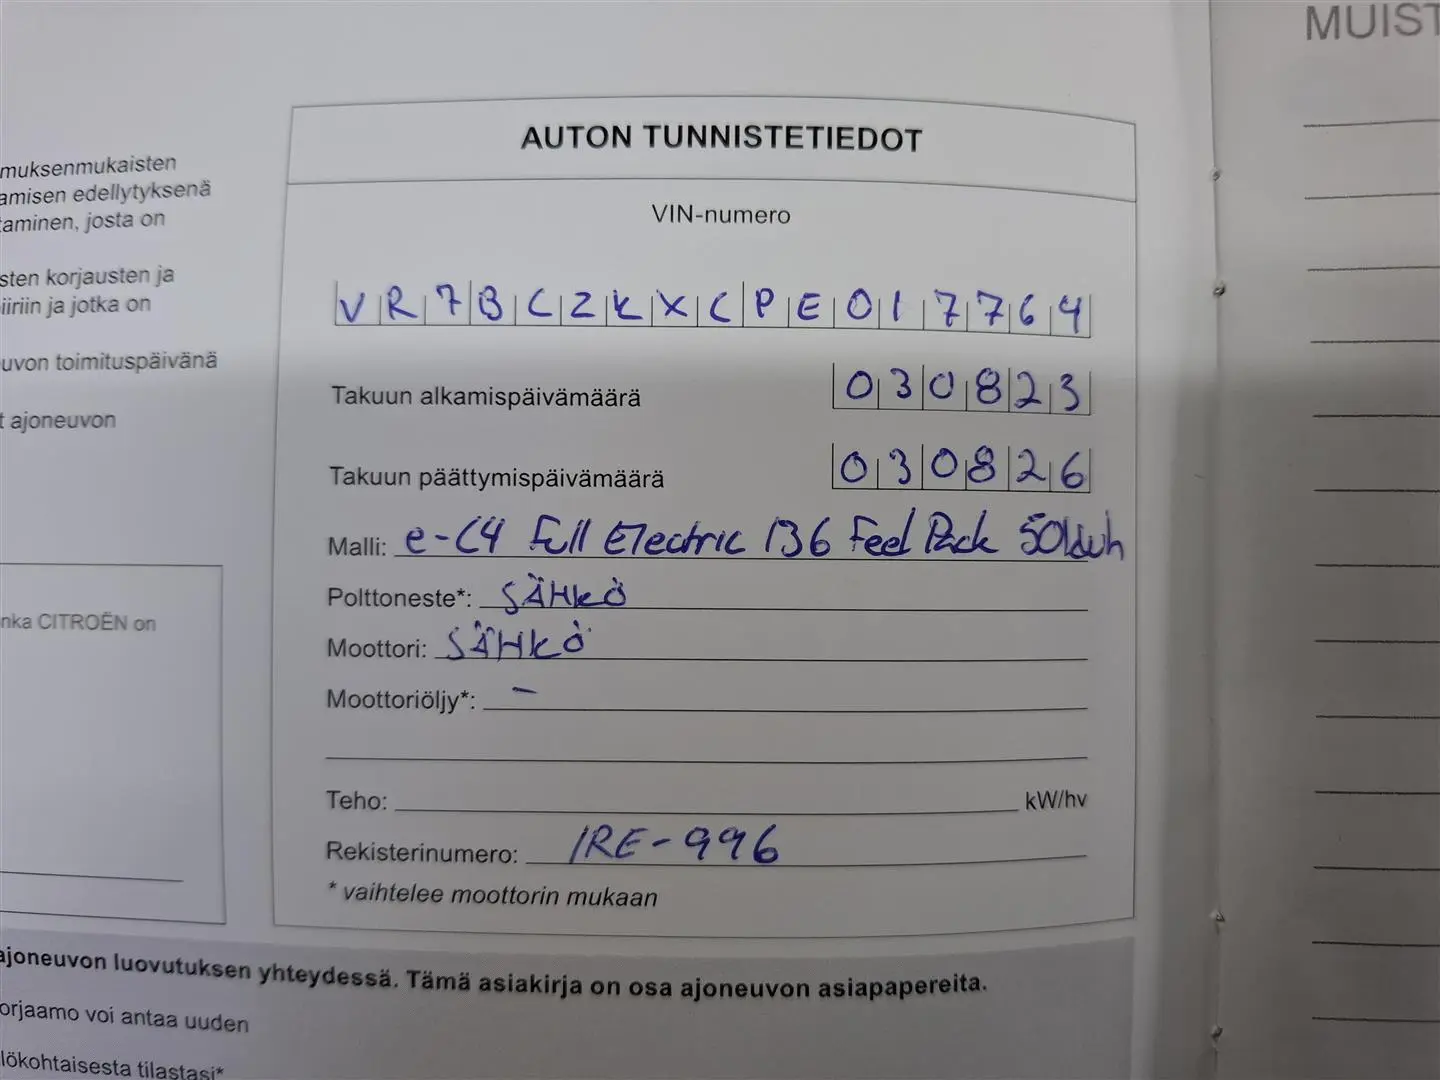 MUIST
muksenmukaisten
amisen edellytyksenä
taminen, josta on
sten korjausten ja
iiriin ja jotka on
uvon toimituspäivänä
t ajoneuvon
nka CITROËN on
AUTON TUNNISTETIEDOT
VIN-numero
VR7BCZKXCPE017764
Takuun alkamispäivämäärä 030823
Takuun päättymispäivämäärä 030826
Malli: e-C4 Full Electric 136 Feel Pack 50kwh
Polttoneste*: SÄHKÖ
Moottori: SÄHKÖ
Moottoriöljy*: –
Teho: kW/hv
Rekisterinumero: IRE-996
* vaihtelee moottorin mukaan
ajoneuvon luovutuksen yhteydessä. Tämä asiakirja on osa ajoneuvon asiapapereita.
orjaamo voi antaa uuden
lökohtaisesta tilastasi*